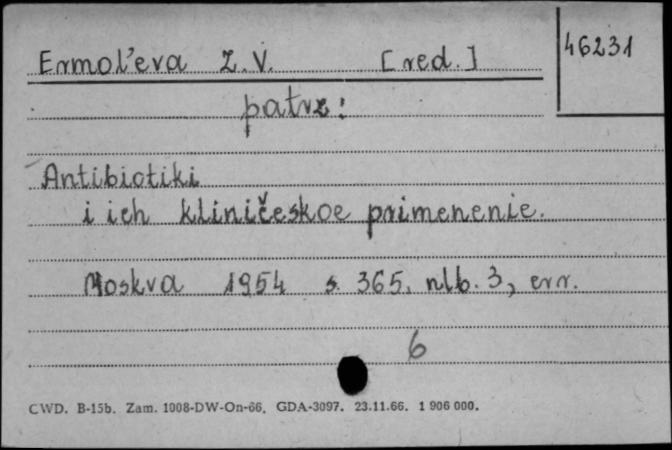 Ermol'eva Z. V. [red.]
46231
patrz:
Antibiotiki
i ich kliničeskoe primenenie.
Moskva 1954 s. 365, nlb. 3, err.
6
CWD. B-15b. Zam. 1008-DW-On-66. GDA-3097. 23.11.66. 1 906 000.